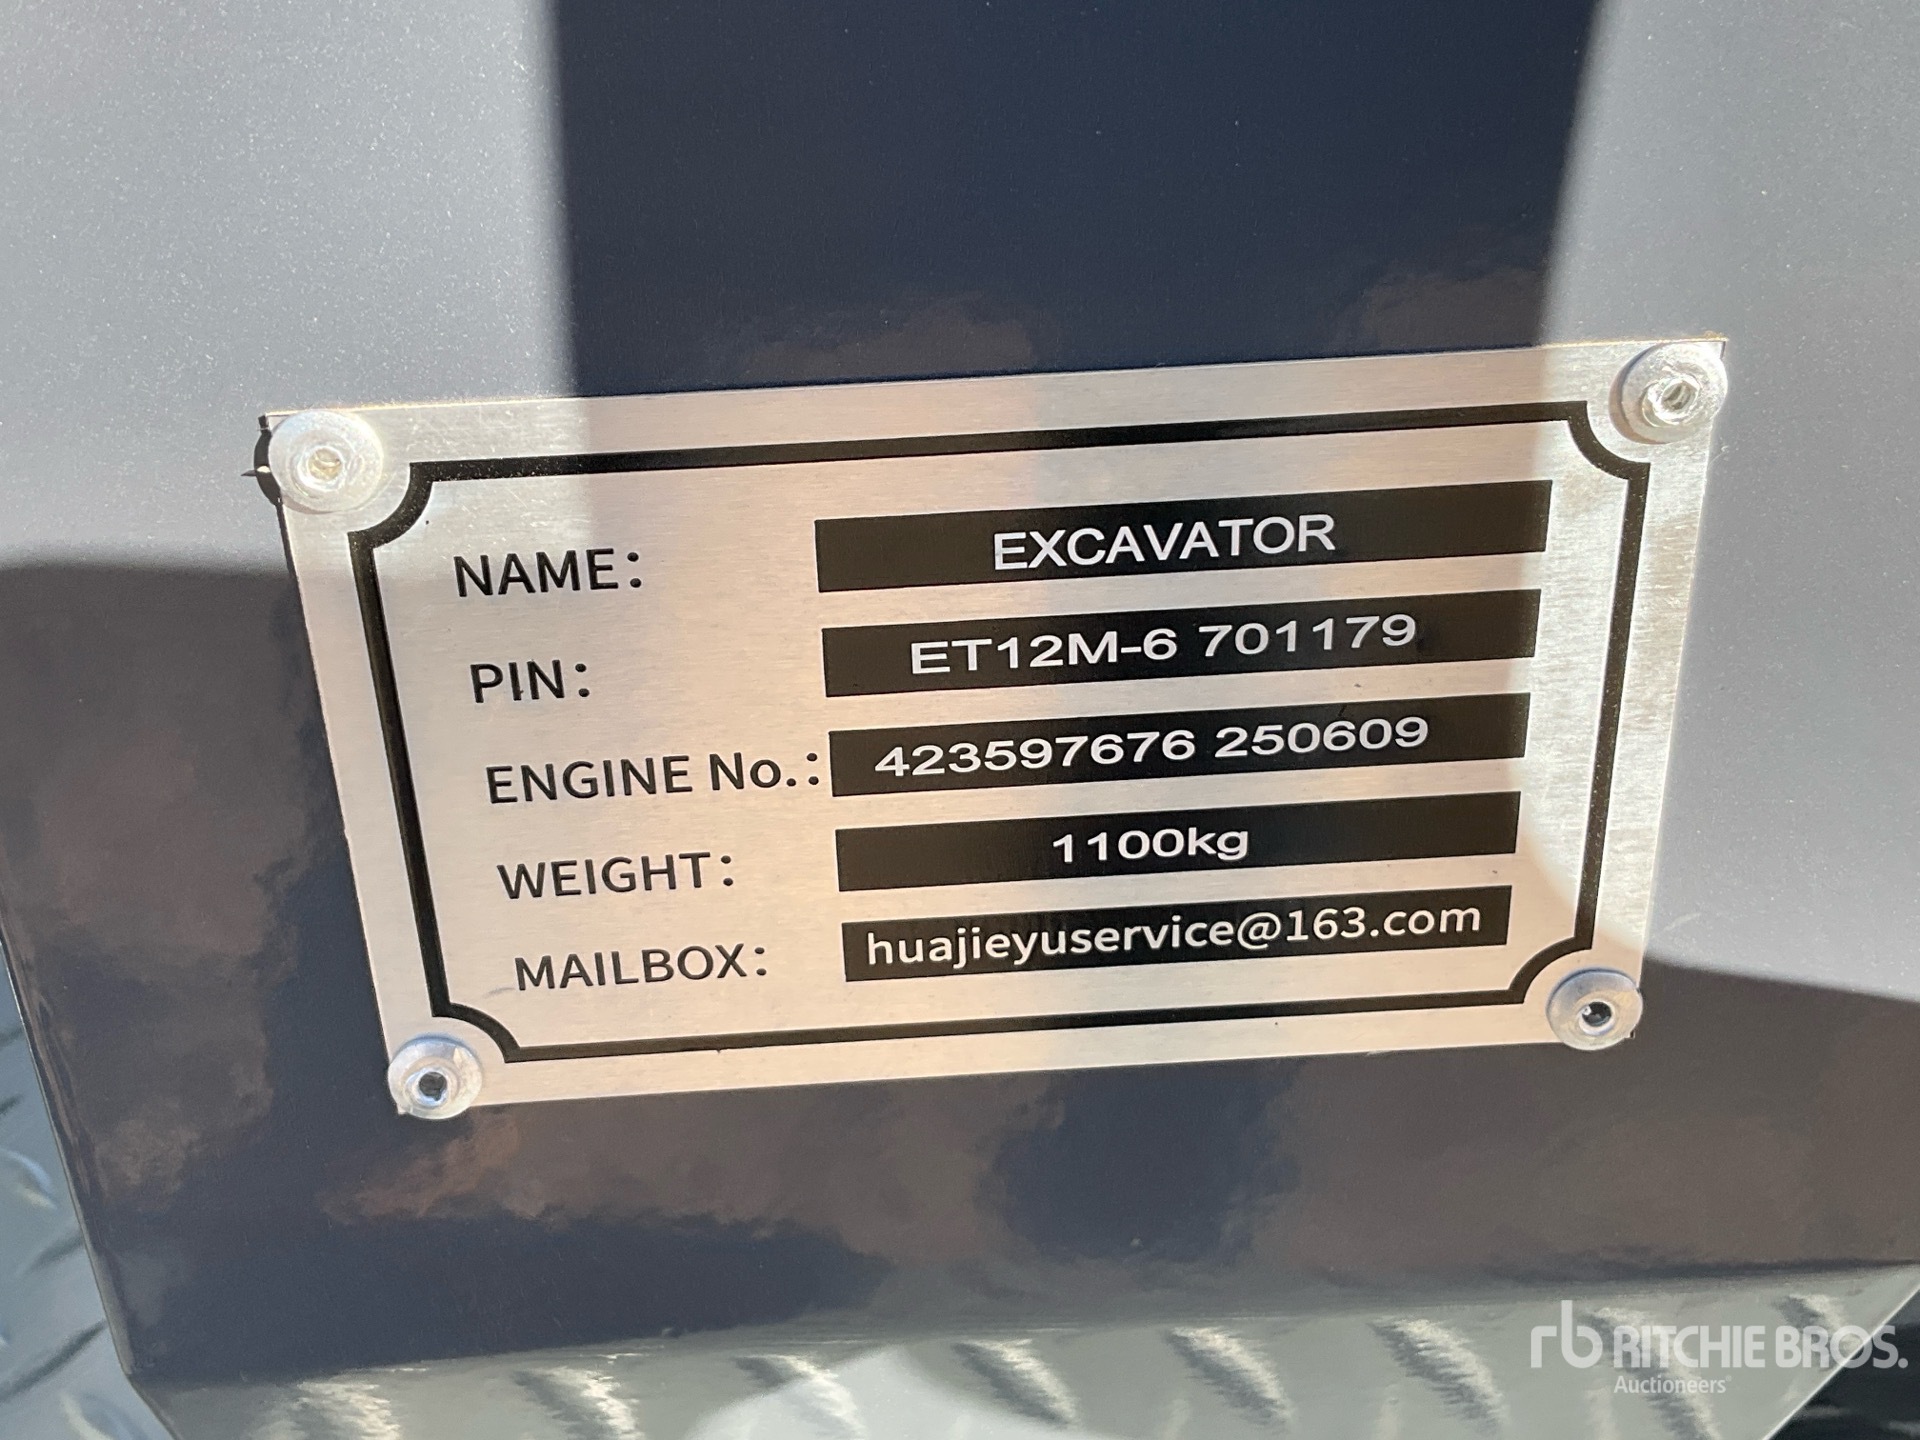 NAME: EXCAVATOR
PIN: ET12M-6 701179
ENGINE No.: 423597676 250609
WEIGHT: 1100kg
MAILBOX: huajieyuservice@163.com
rb RITCHIE BROS.
Auctioneers